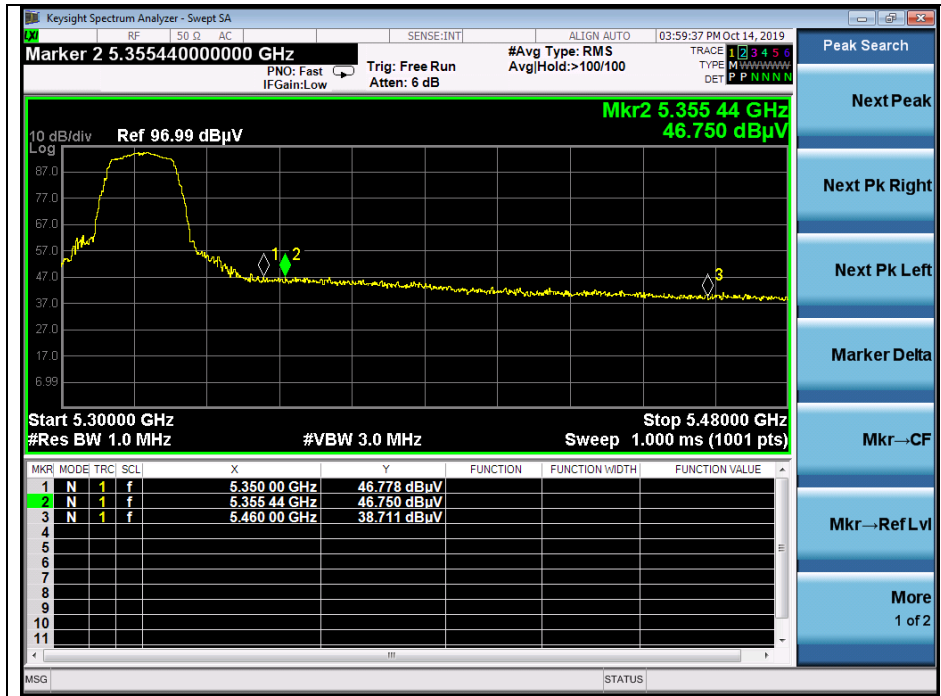 Keysight Spectrum Analyzer - Swept SA
LXI RF 50 Ω AC SENSE:INT ALIGN AUTO 03:59:37 PM Oct 14, 2019
Marker 2 5.355440000000 GHz
PNO: Fast
IFGain:Low
Trig: Free Run
Atten: 6 dB
#Avg Type: RMS
Avg|Hold:>100/100
TRACE 1 2 3 4 5 6
TYPE M WWWWW
DET P P N N N N
Peak Search
Mkr2 5.355 44 GHz
46.750 dBµV
10 dB/div Ref 96.99 dBµV
Log
87.0
77.0
67.0
57.0
47.0
37.0
27.0
17.0
6.99
1
2
3
Start 5.30000 GHz Stop 5.48000 GHz
#Res BW 1.0 MHz #VBW 3.0 MHz Sweep 1.000 ms (1001 pts)
MKR MODE TRC SCL X Y FUNCTION FUNCTION WIDTH FUNCTION VALUE
1 N 1 f 5.350 00 GHz 46.778 dBµV
2 N 1 f 5.355 44 GHz 46.750 dBµV
3 N 1 f 5.460 00 GHz 38.711 dBµV
4
5
6
7
8
9
10
11
Next Peak
Next Pk Right
Next Pk Left
Marker Delta
Mkr→CF
Mkr→Ref Lvl
More
1 of 2
MSG STATUS